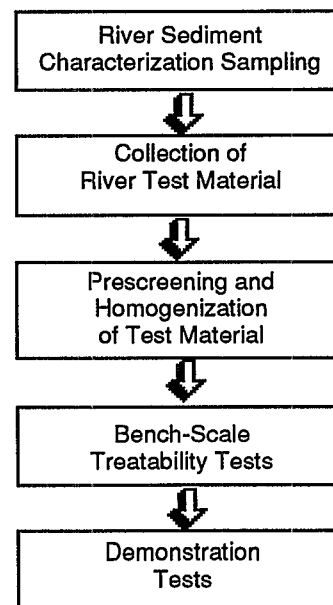 River Sediment
Characterization Sampling
Collection of
River Test Material
Prescreening and
Homogenization
of Test Material
Bench-Scale
Treatability Tests
Demonstration
Tests